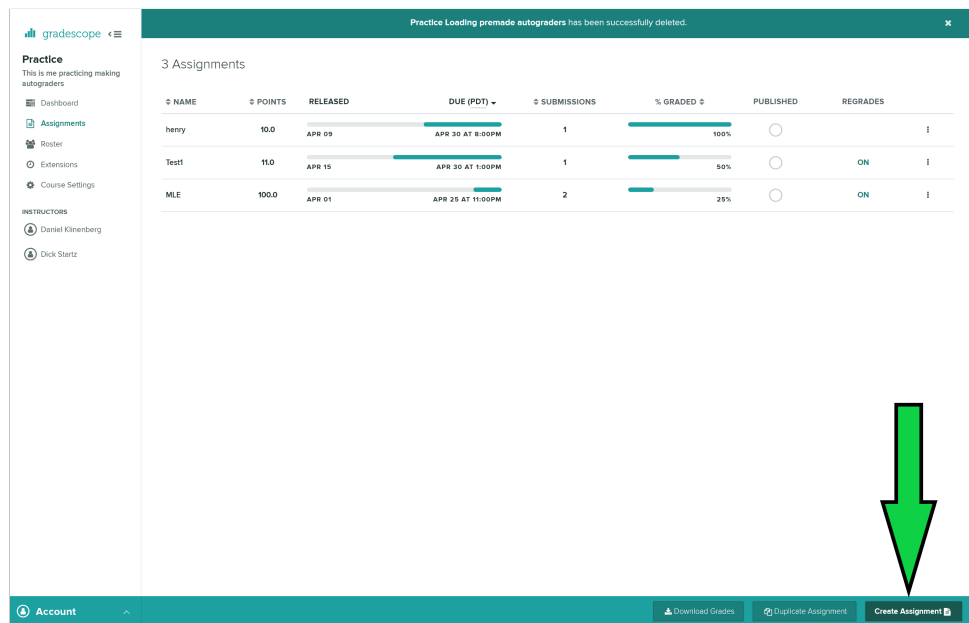 Practice Loading premade autograders has been successfully deleted.
gradescope
Practice
This is me practicing making
autograders
Dashboard
Assignments
Roster
Extensions
Course Settings
INSTRUCTORS
Daniel Klinenberg
Dick Startz
3 Assignments
NAME POINTS RELEASED DUE (PDT) SUBMISSIONS % GRADED PUBLISHED REGRADES
henry 10.0 APR 09 APR 30 AT 8:00PM 1 100%
Test1 11.0 APR 15 APR 30 AT 1:00PM 1 50% ON
MLE 100.0 APR 01 APR 25 AT 11:00PM 2 25% ON
Account
Download Grades Duplicate Assignment Create Assignment